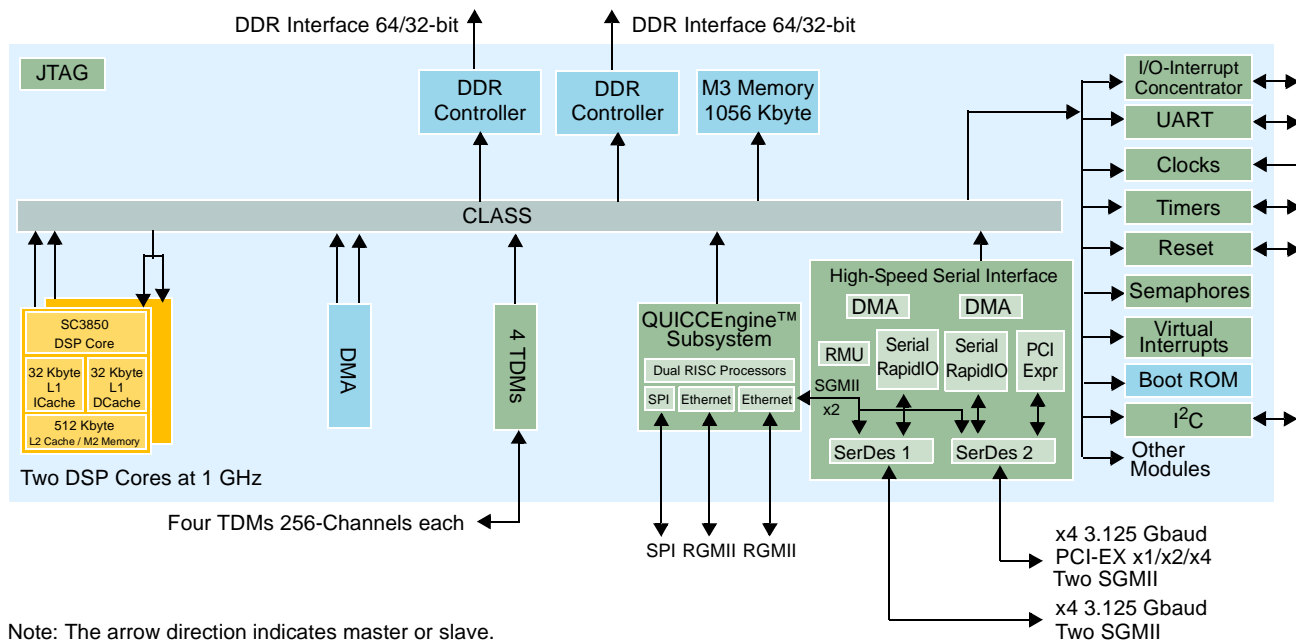 DDR Interface 64/32-bit
DDR Interface 64/32-bit
JTAG
DDR
Controller
DDR
Controller
M3 Memory
1056 Kbyte
I/O-Interrupt
Concentrator
UART
Clocks
Timers
Reset
Semaphores
Virtual
Interrupts
Boot ROM
I²C
Other
Modules
CLASS
SC3850
DSP Core
32 Kbyte
L1
ICache
32 Kbyte
L1
DCache
512 Kbyte
L2 Cache / M2 Memory
Two DSP Cores at 1 GHz
DMA
4 TDMs
Four TDMs 256-Channels each
QUICCEngine™
Subsystem
Dual RISC Processors
SPI
Ethernet
Ethernet
SPI
RGMII
RGMII
High-Speed Serial Interface
DMA
DMA
RMU
Serial
RapidIO
Serial
RapidIO
PCI
Expr
SGMII
x2
SerDes 1
SerDes 2
x4 3.125 Gbaud
PCI-EX x1/x2/x4
Two SGMII
x4 3.125 Gbaud
Two SGMII
Note: The arrow direction indicates master or slave.